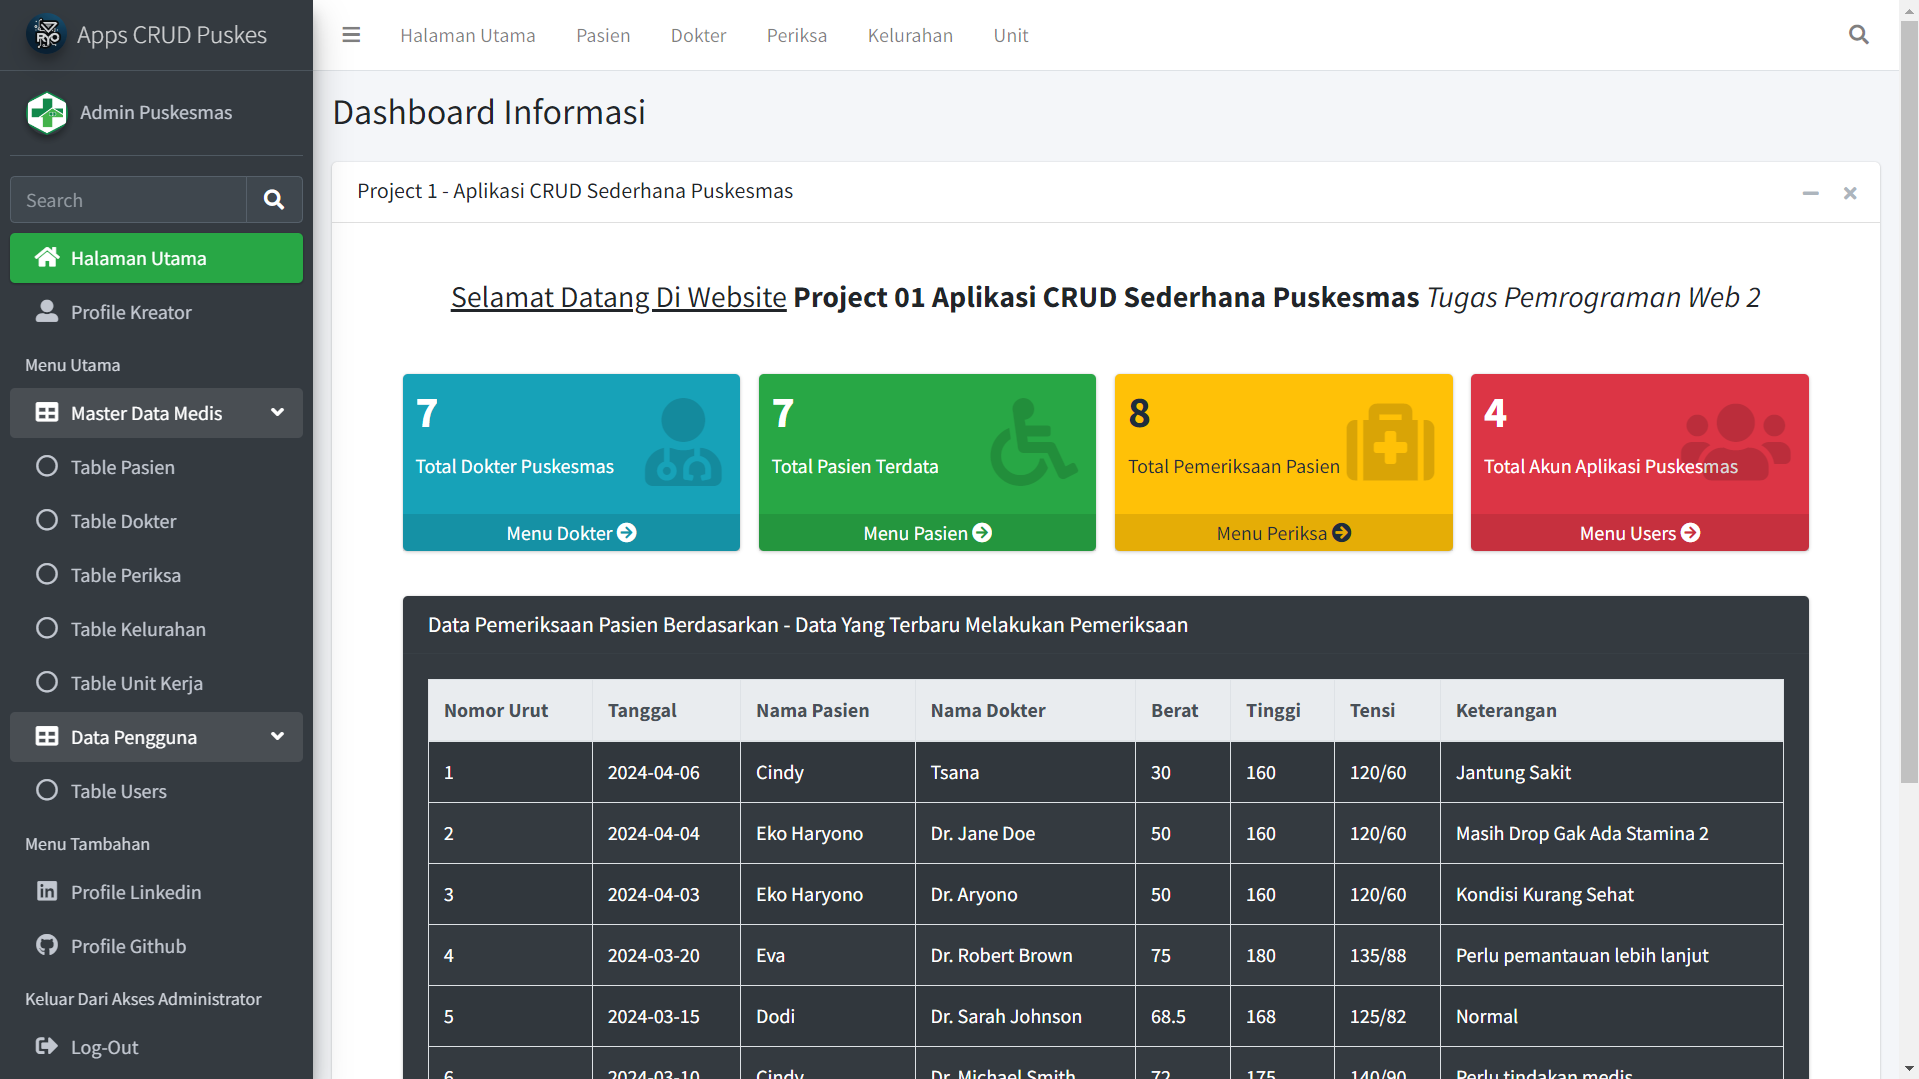 Apps CRUD Puskes
Admin Puskesmas
Search
Halaman Utama
Profile Kreator
Menu Utama
Master Data Medis
Table Pasien
Table Dokter
Table Periksa
Table Kelurahan
Table Unit Kerja
Data Pengguna
Table Users
Menu Tambahan
Profile Linkedin
Profile Github
Keluar Dari Akses Administrator
Log-Out
Halaman Utama Pasien Dokter Periksa Kelurahan Unit
Dashboard Informasi
Project 1 - Aplikasi CRUD Sederhana Puskesmas
Selamat Datang Di Website Project 01 Aplikasi CRUD Sederhana Puskesmas Tugas Pemrograman Web 2
7
Total Dokter Puskesmas
Menu Dokter
7
Total Pasien Terdata
Menu Pasien
8
Total Pemeriksaan Pasien
Menu Periksa
4
Total Akun Aplikasi Puskesmas
Menu Users
Data Pemeriksaan Pasien Berdasarkan - Data Yang Terbaru Melakukan Pemeriksaan
Nomor Urut Tanggal Nama Pasien Nama Dokter Berat Tinggi Tensi Keterangan
1 2024-04-06 Cindy Tsana 30 160 120/60 Jantung Sakit
2 2024-04-04 Eko Haryono Dr. Jane Doe 50 160 120/60 Masih Drop Gak Ada Stamina 2
3 2024-04-03 Eko Haryono Dr. Aryono 50 160 120/60 Kondisi Kurang Sehat
4 2024-03-20 Eva Dr. Robert Brown 75 180 135/88 Perlu pemantauan lebih lanjut
5 2024-03-15 Dodi Dr. Sarah Johnson 68.5 168 125/82 Normal
6 2024-03-10 Cindy Dr. Michael Smith 72 175 140/90 Perlu tindakan medis